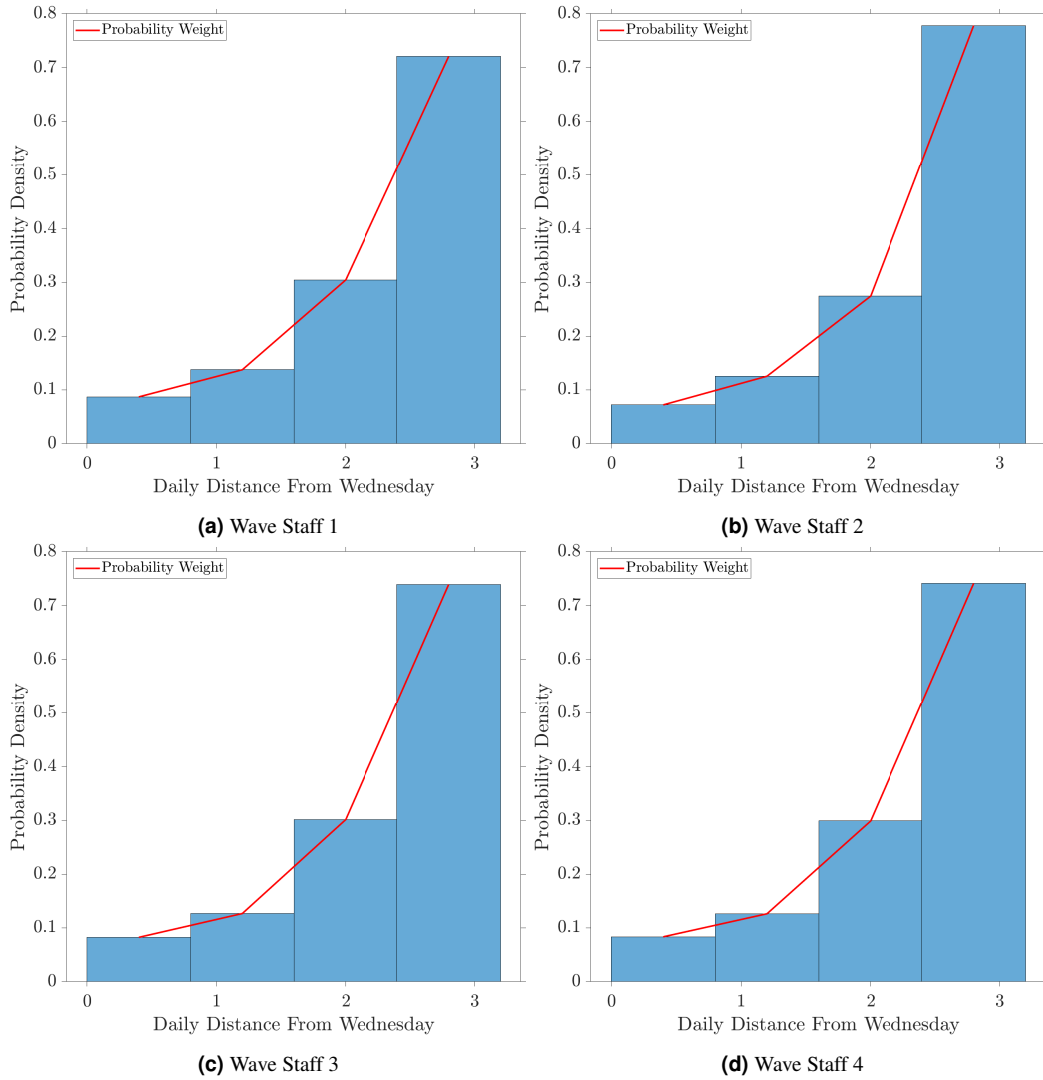 Probability Weight
0.8
0.7
0.6
0.5
0.4
0.3
0.2
0.1
0
Probability Density
0 1 2 3
Daily Distance From Wednesday
(a) Wave Staff 1
Probability Weight
0.8
0.7
0.6
0.5
0.4
0.3
0.2
0.1
0
Probability Density
0 1 2 3
Daily Distance From Wednesday
(b) Wave Staff 2
Probability Weight
0.8
0.7
0.6
0.5
0.4
0.3
0.2
0.1
0
Probability Density
0 1 2 3
Daily Distance From Wednesday
(c) Wave Staff 3
Probability Weight
0.8
0.7
0.6
0.5
0.4
0.3
0.2
0.1
0
Probability Density
0 1 2 3
Daily Distance From Wednesday
(d) Wave Staff 4